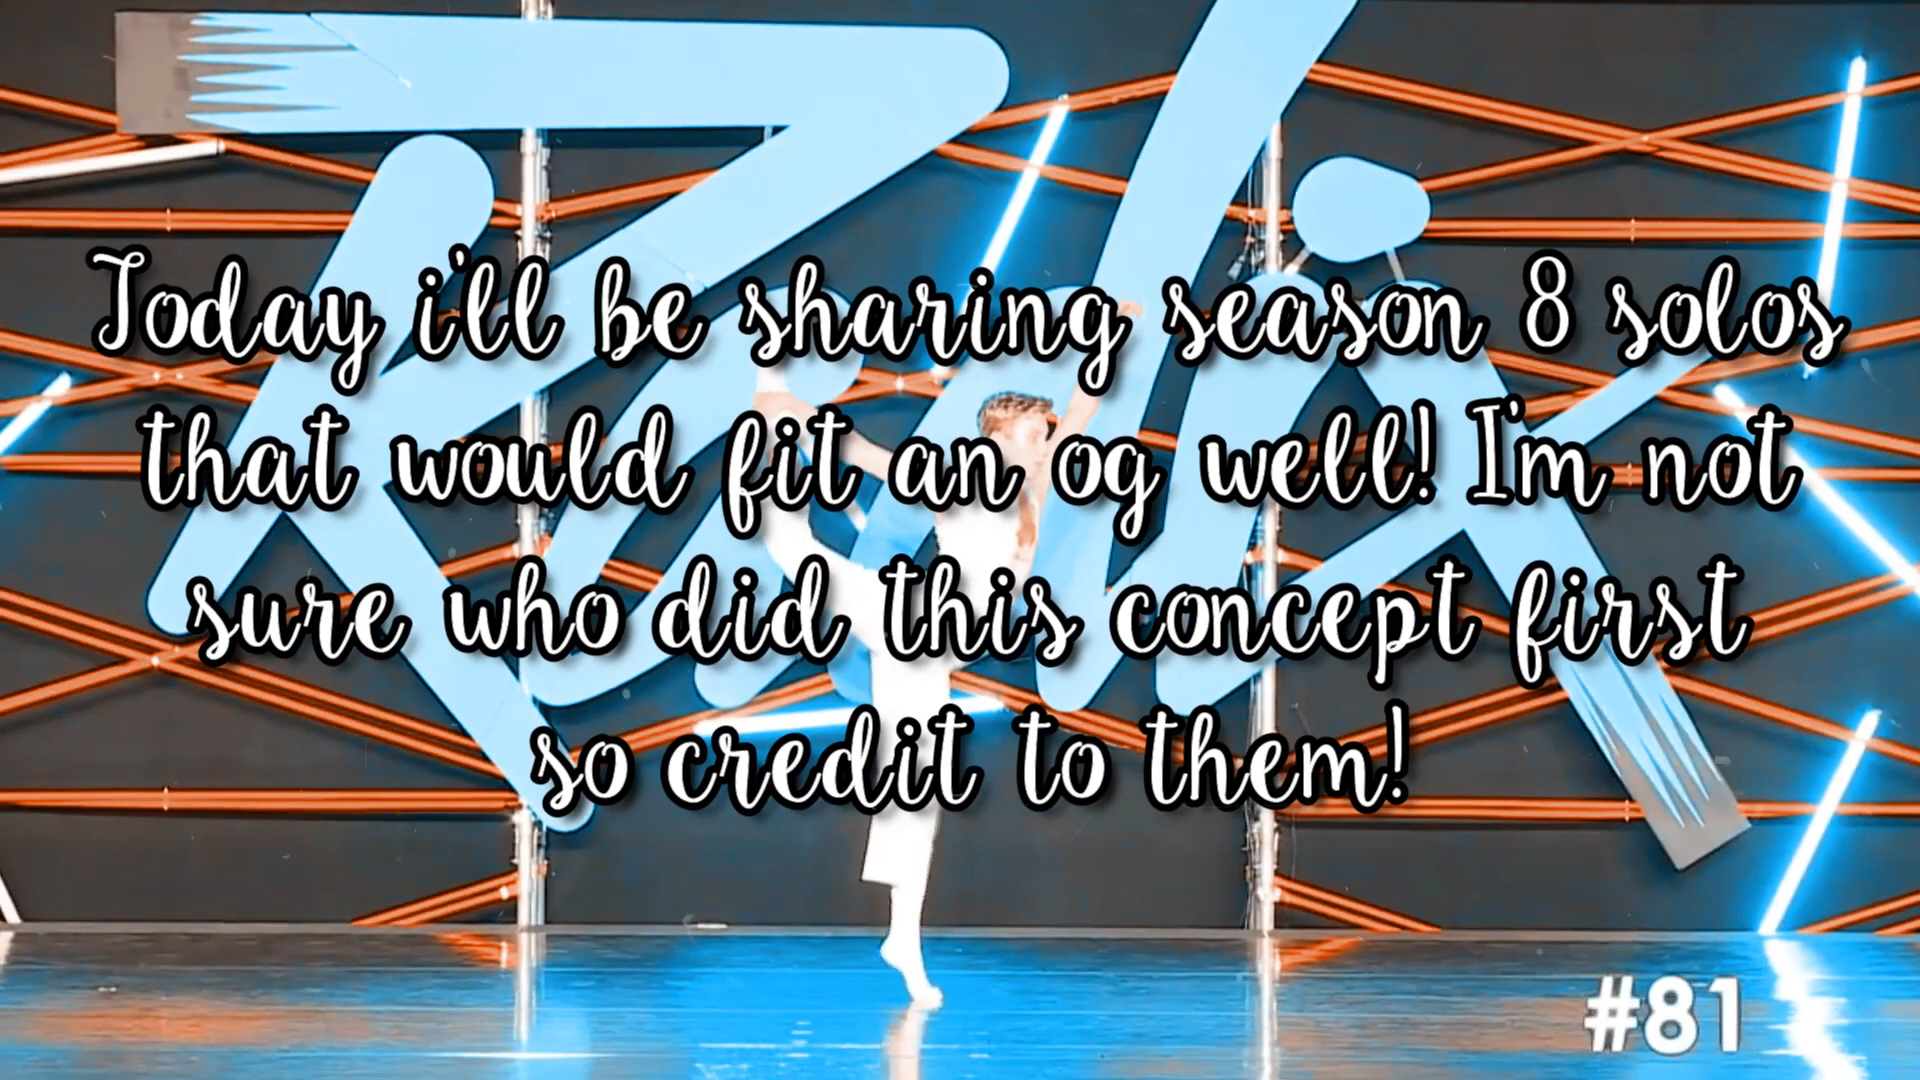 Today i'll be sharing season 8 solos
that would fit an og well! I'm not
sure who did this concept first
so credit to them!
#81